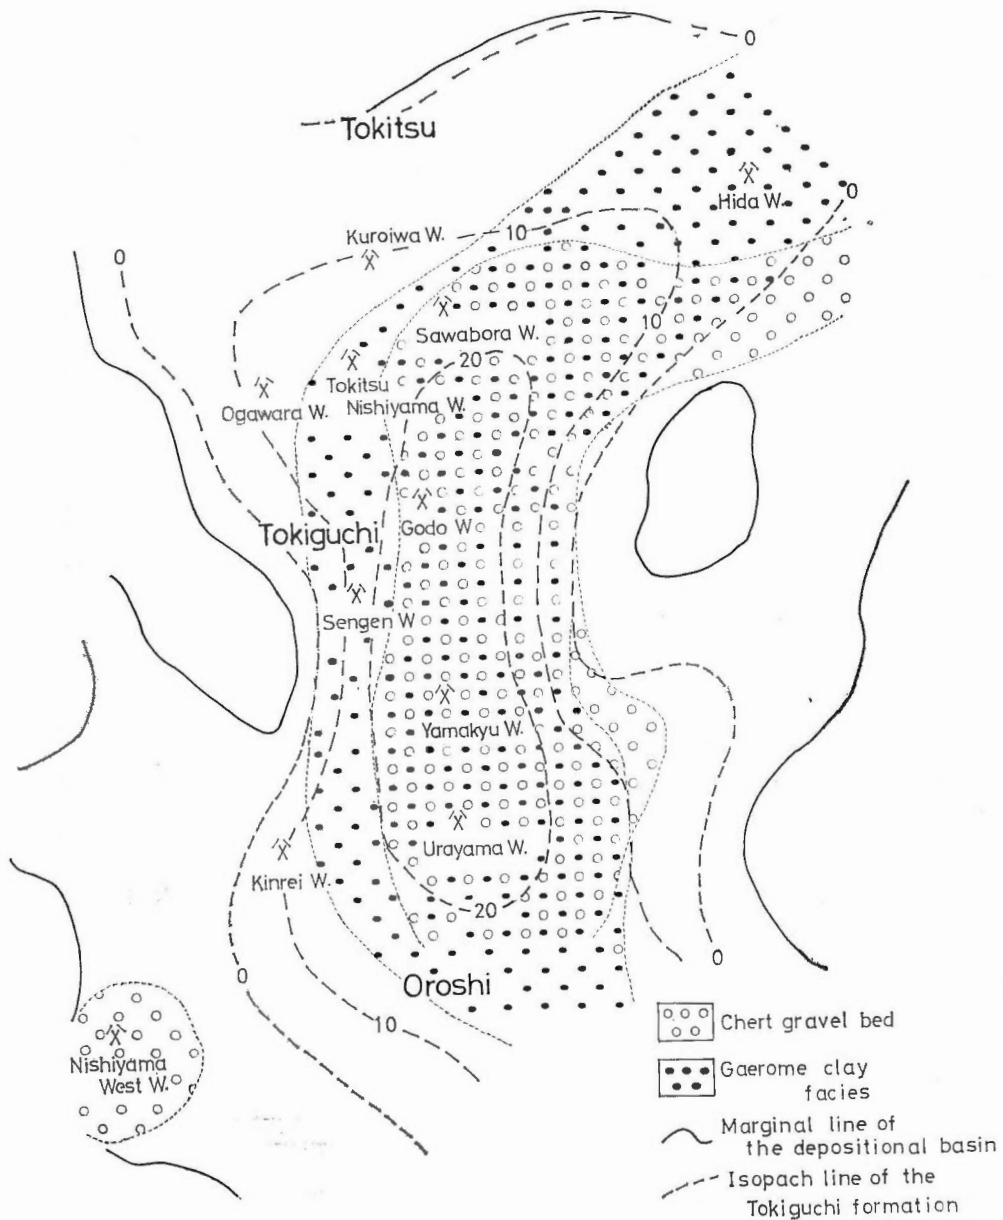 0
Tokitsu
Hida W.
0
Kuroiwa W.
10
0
10
Sawabora W.
20
Tokitsu
Nishiyama W.
Ogawara W.
Tokiguchi
Godo W
Sengen W
Yamakyu W.
Urayama W.
Kinrei W.
20
0
0
Oroshi
10
Nishiyama
West W.
Chert gravel bed
Gaerome clay
facies
Marginal line of
the depositional basin
Isopach line of the
Tokiguchi formation